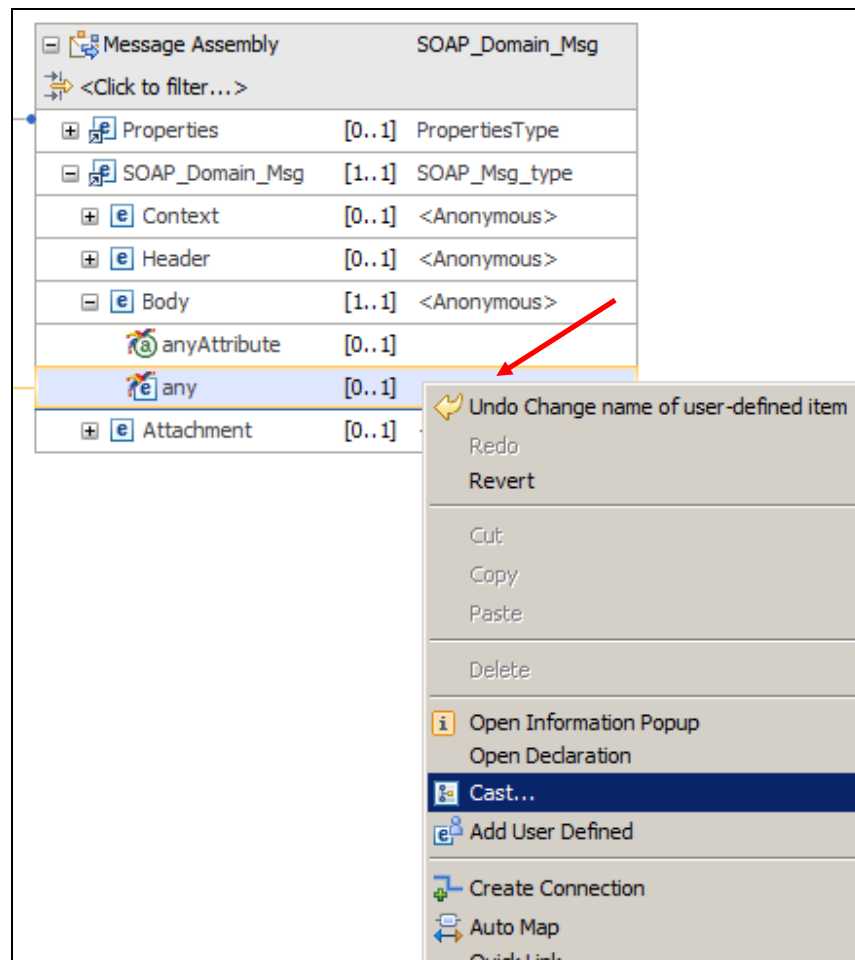 Message Assembly SOAP_Domain_Msg
<Click to filter...>
Properties [0..1] PropertiesType
SOAP_Domain_Msg [1..1] SOAP_Msg_type
Context [0..1] <Anonymous>
Header [0..1] <Anonymous>
Body [1..1] <Anonymous>
anyAttribute [0..1]
any [0..1]
Attachment [0..1]
Undo Change name of user-defined item
Redo
Revert
Cut
Copy
Paste
Delete
Open Information Popup
Open Declaration
Cast...
Add User Defined
Create Connection
Auto Map
Quick Link